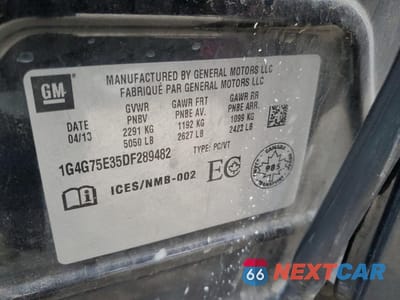 GM
MANUFACTURED BY GENERAL MOTORS LLC
FABRIQUÉ PAR GENERAL MOTORS LLC
DATE
04/13
GVWR
PNBV
2291 KG
5050 LB
GAWR FRT
PNBE AV.
1192 KG
2627 LB
GAWR RR
PNBE ARR.
1099 KG
2423 LB
1G4G75E35DF289482
TYPE: PC/VT
ICES/NMB-002
EC
66 NEXTCAR